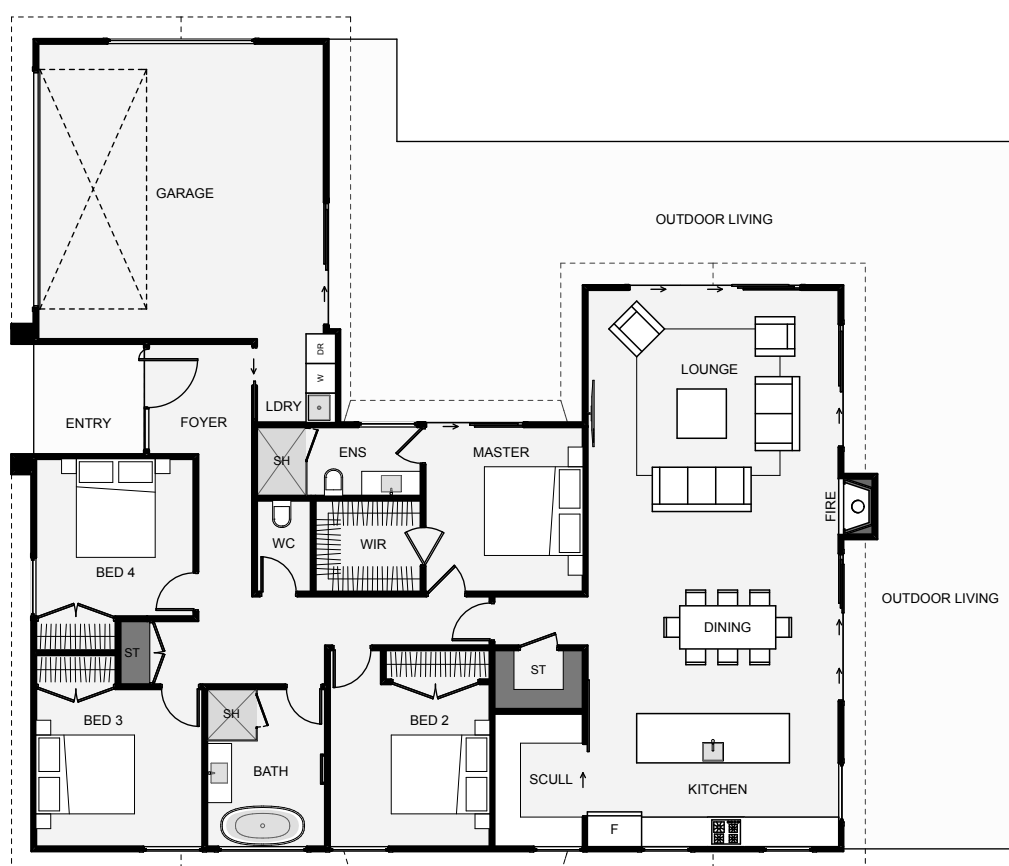 GARAGE
OUTDOOR LIVING
DR
LOUNGE
W
LDRY
ENTRY
FOYER
SH
ENS
MASTER
FIRE
WC
WIR
BED 4
OUTDOOR LIVING
DINING
ST
ST
SH
BED 3
BED 2
BATH
SCULL
KITCHEN
F